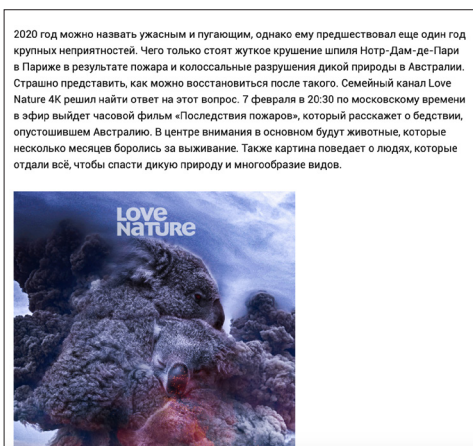 2020 год можно назвать ужасным и пугающим, однако ему предшествовал еще один год
крупных неприятностей. Чего только стоят жуткое крушение шпиля Нотр-Дам-де-Пари
в Париже в результате пожара и колоссальные разрушения дикой природы в Австралии.
Страшно представить, как можно восстановиться после такого. Семейный канал Love
Nature 4K решил найти ответ на этот вопрос. 7 февраля в 20:30 по московскому времени
в эфир выйдет часовой фильм «Последствия пожаров», который расскажет о бедствии,
опустошившем Австралию. В центре внимания в основном будут животные, которые
несколько месяцев боролись за выживание. Также картина поведает о людях, которые
отдали всё, чтобы спасти дикую природу и многообразие видов.
LOVE
NATURE